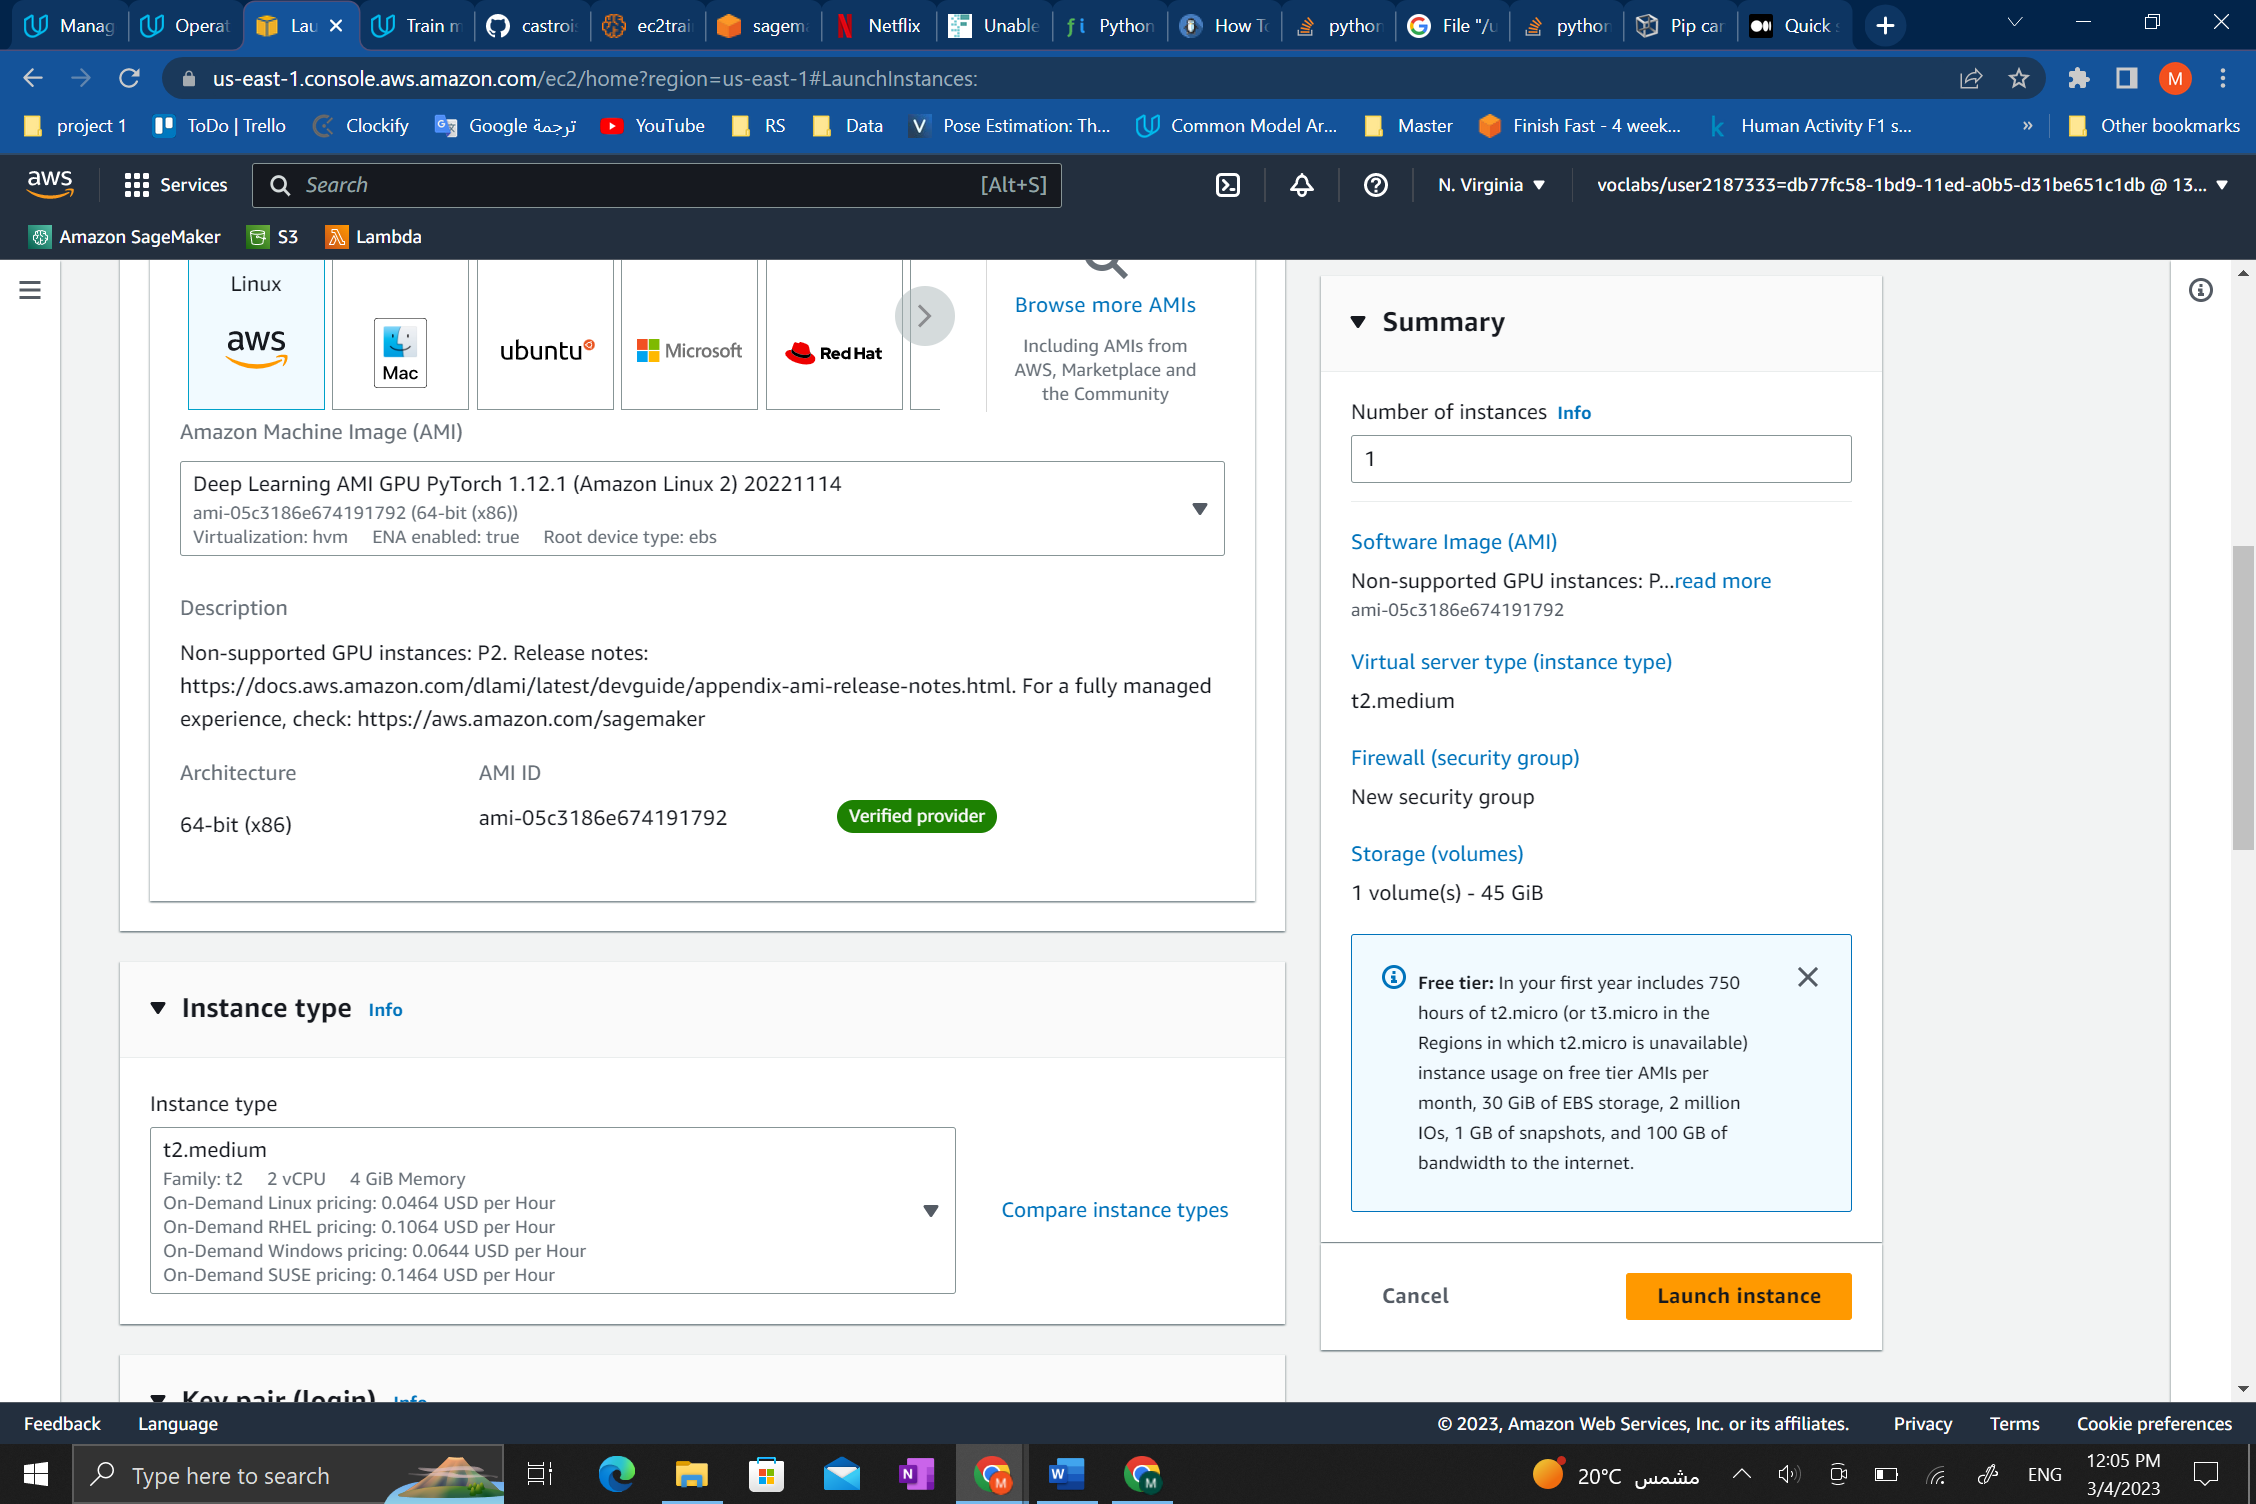 Manag
Operat
Lau
Train m
castroi
ec2trai
sagema
Netflix
Unable
fi Python
How To
python
File "/u
python
Pip can
Quick s
us-east-1.console.aws.amazon.com/ec2/home?region=us-east-1#LaunchInstances:
M
project 1
ToDo | Trello
Clockify
ترجمة Google
YouTube
RS
Data
Pose Estimation: Th...
Common Model Ar...
Master
Finish Fast - 4 week...
Human Activity F1 s...
»
Other bookmarks
aws
Services
Search
[Alt+S]
N. Virginia
voclabs/user2187333=db77fc58-1bd9-11ed-a0b5-d31be651c1db @ 13...
Amazon SageMaker
S3
Lambda
Linux
aws
Mac
ubuntu
Microsoft
Red Hat
Browse more AMIs
Including AMIs from
AWS, Marketplace and
the Community
Amazon Machine Image (AMI)
Deep Learning AMI GPU PyTorch 1.12.1 (Amazon Linux 2) 20221114
ami-05c3186e674191792 (64-bit (x86))
Virtualization: hvm ENA enabled: true Root device type: ebs
Description
Non-supported GPU instances: P2. Release notes:
https://docs.aws.amazon.com/dlami/latest/devguide/appendix-ami-release-notes.html. For a fully managed
experience, check: https://aws.amazon.com/sagemaker
Architecture
AMI ID
64-bit (x86)
ami-05c3186e674191792
Verified provider
Instance type Info
Instance type
t2.medium
Family: t2 2 vCPU 4 GiB Memory
On-Demand Linux pricing: 0.0464 USD per Hour
On-Demand RHEL pricing: 0.1064 USD per Hour
On-Demand Windows pricing: 0.0644 USD per Hour
On-Demand SUSE pricing: 0.1464 USD per Hour
Compare instance types
Key pair (login) Info
Summary
Number of instances Info
1
Software Image (AMI)
Non-supported GPU instances: P...read more
ami-05c3186e674191792
Virtual server type (instance type)
t2.medium
Firewall (security group)
New security group
Storage (volumes)
1 volume(s) - 45 GiB
Free tier: In your first year includes 750
hours of t2.micro (or t3.micro in the
Regions in which t2.micro is unavailable)
instance usage on free tier AMIs per
month, 30 GiB of EBS storage, 2 million
IOs, 1 GB of snapshots, and 100 GB of
bandwidth to the internet.
Cancel
Launch instance
Feedback
Language
© 2023, Amazon Web Services, Inc. or its affiliates.
Privacy
Terms
Cookie preferences
Type here to search
20°C مشمس
ENG
12:05 PM
3/4/2023